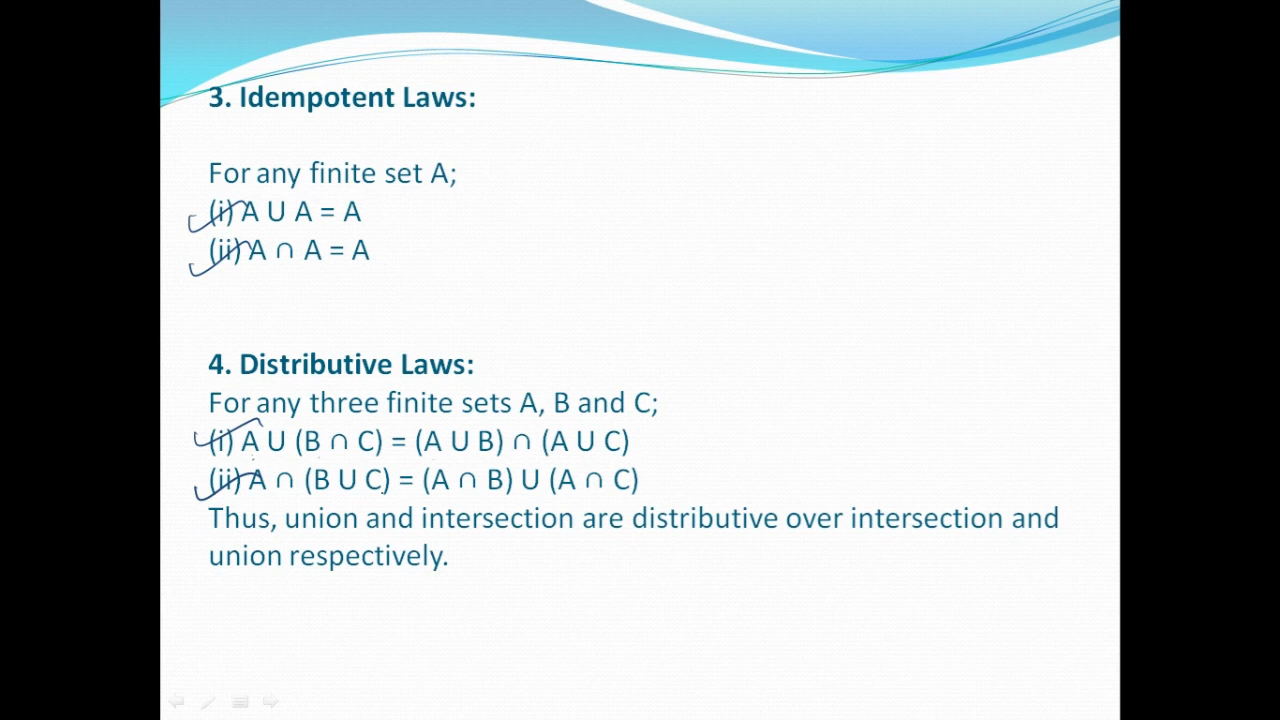 3. Idempotent Laws:
For any finite set A;
(i) A U A = A
(ii) A ∩ A = A
4. Distributive Laws:
For any three finite sets A, B and C;
(i) A U (B ∩ C) = (A U B) ∩ (A U C)
(ii) A ∩ (B U C) = (A ∩ B) U (A ∩ C)
Thus, union and intersection are distributive over intersection and
union respectively.